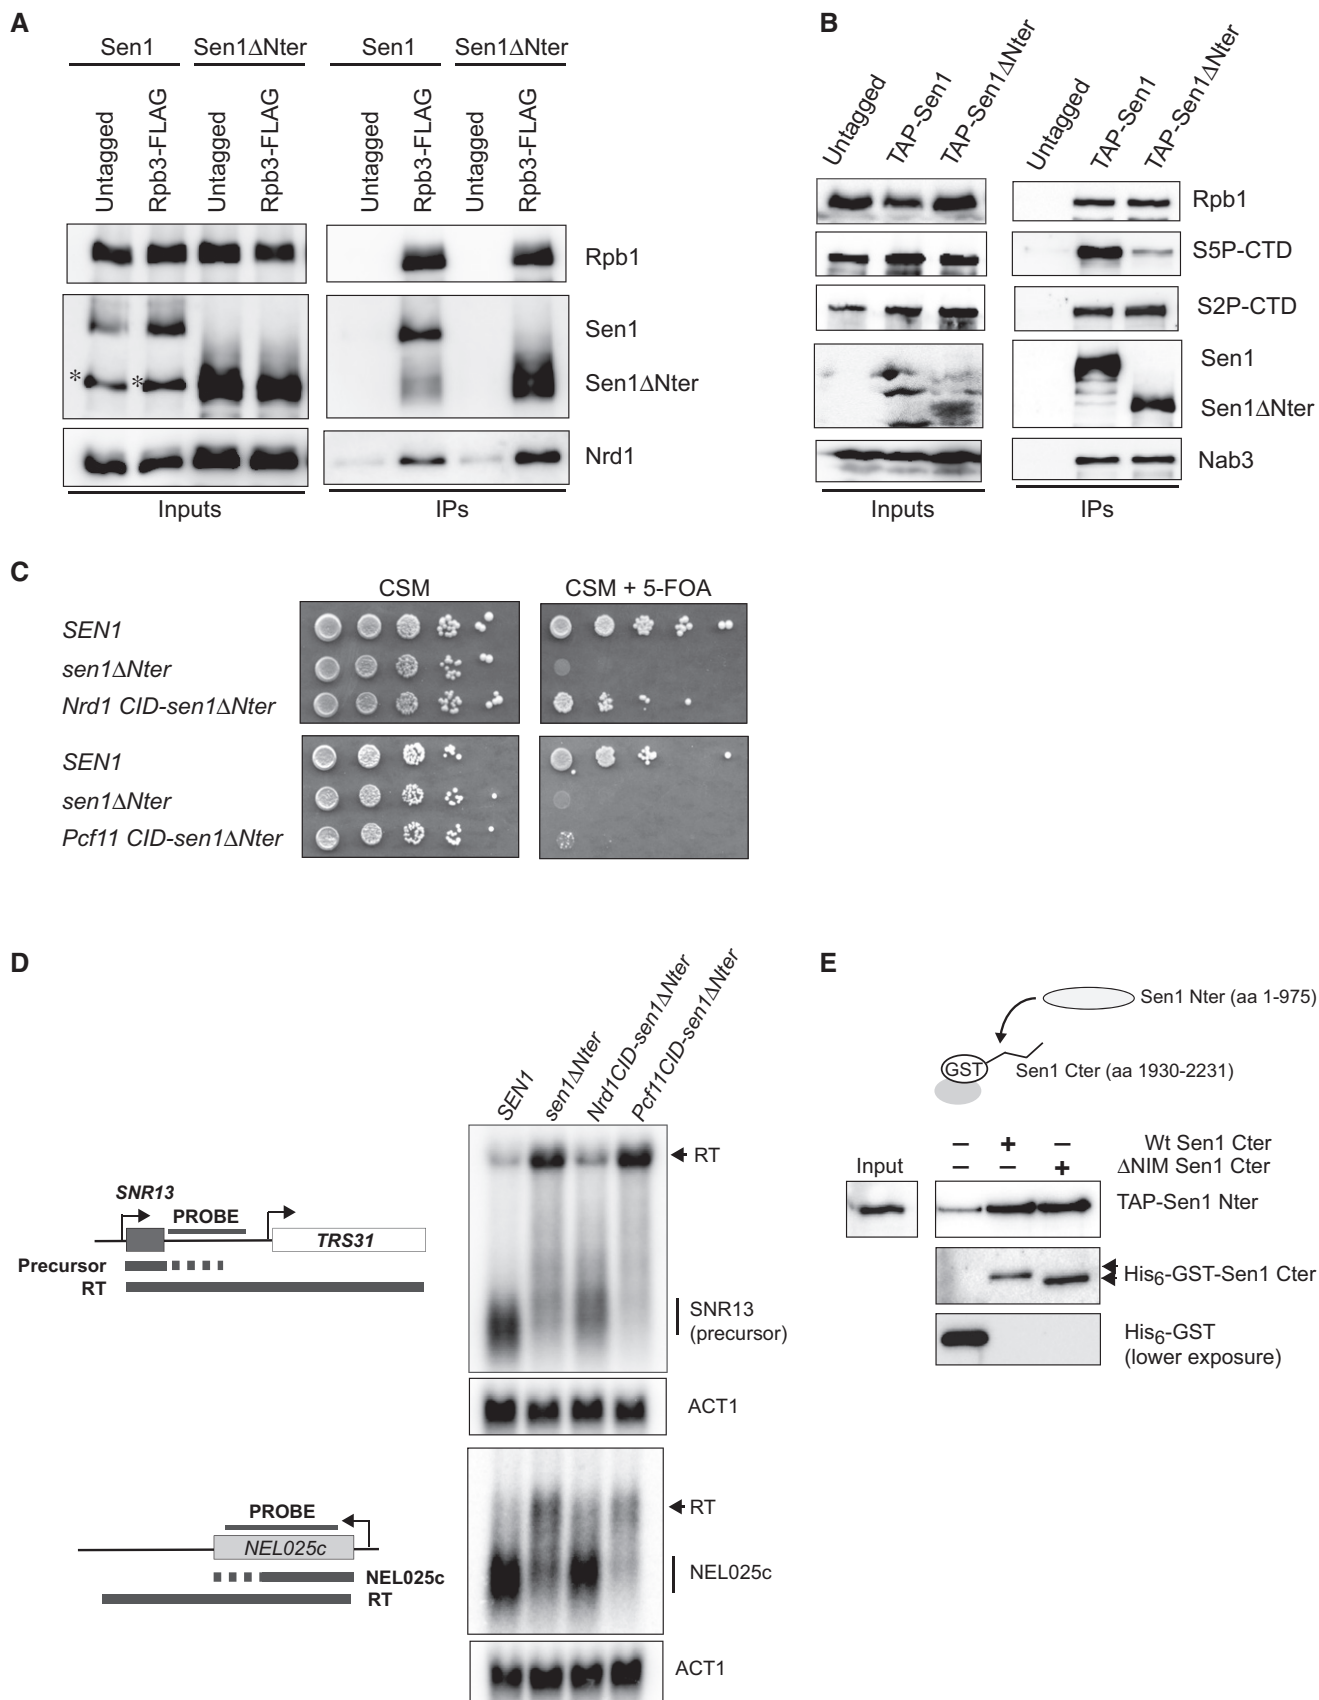 A
Sen1 Sen1ΔNter Sen1 Sen1ΔNter
Untagged Rpb3-FLAG Untagged Rpb3-FLAG Untagged Rpb3-FLAG Untagged Rpb3-FLAG
Rpb1
Sen1
* * Sen1ΔNter
Nrd1
Inputs IPs
B
Untagged TAP-Sen1 TAP-Sen1ΔNter Untagged TAP-Sen1 TAP-Sen1ΔNter
Rpb1
S5P-CTD
S2P-CTD
Sen1
Sen1ΔNter
Nab3
Inputs IPs
C
CSM CSM + 5-FOA
SEN1
sen1ΔNter
Nrd1 CID-sen1ΔNter
SEN1
sen1ΔNter
Pcf11 CID-sen1ΔNter
D
SEN1 sen1ΔNter Nrd1CID-sen1ΔNter Pcf11CID-sen1ΔNter
RT
SNR13
PROBE
TRS31
Precursor
RT
SNR13
(precursor)
ACT1
RT
PROBE
NEL025c
NEL025c
RT
NEL025c
ACT1
E
Sen1 Nter (aa 1-975)
GST
Sen1 Cter (aa 1930-2231)
– + – Wt Sen1 Cter
Input – – + ΔNIM Sen1 Cter
TAP-Sen1 Nter
His6-GST-Sen1 Cter
His6-GST
(lower exposure)